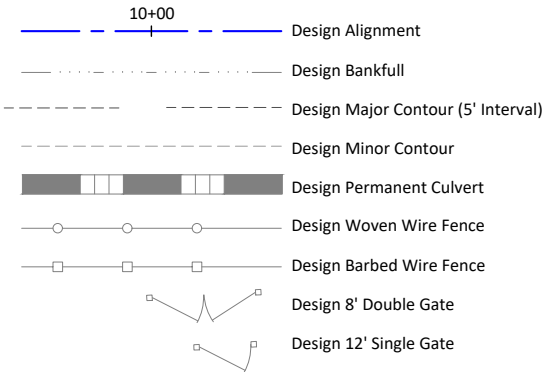 10+00
Design Alignment
Design Bankfull
Design Major Contour (5' Interval)
Design Minor Contour
Design Permanent Culvert
Design Woven Wire Fence
Design Barbed Wire Fence
Design 8' Double Gate
Design 12' Single Gate